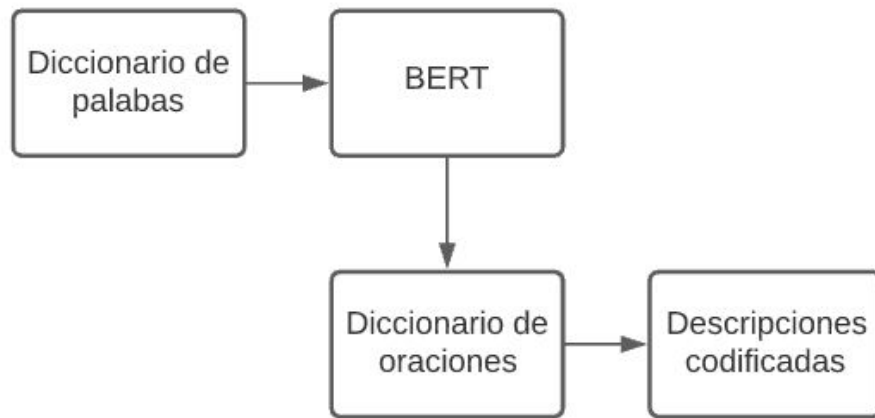 Diccionario de
palabas
BERT
Diccionario de
oraciones
Descripciones
codificadas